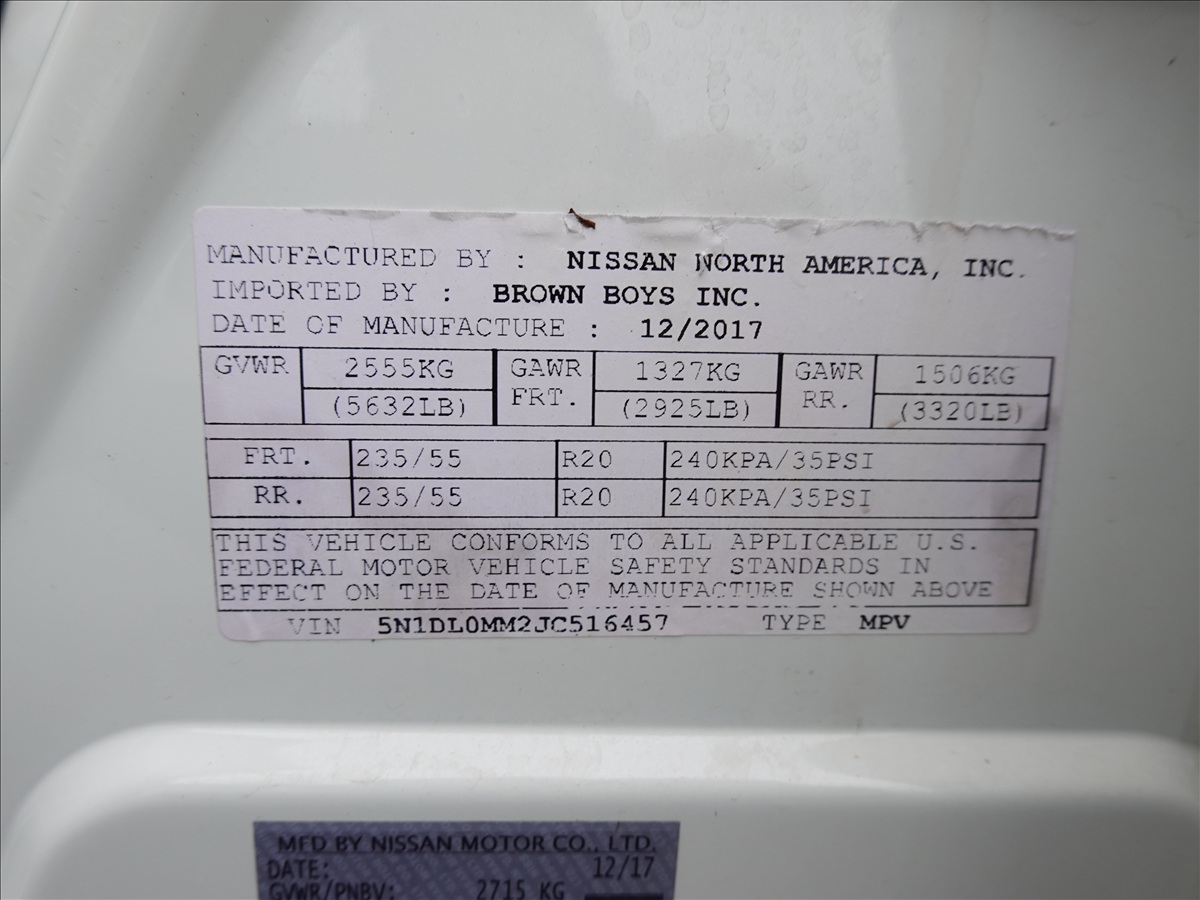 MANUFACTURED BY : NISSAN NORTH AMERICA, INC.
IMPORTED BY : BROWN BOYS INC.
DATE OF MANUFACTURE : 12/2017
GVWR 2555KG (5632LB) GAWR FRT. 1327KG (2925LB) GAWR RR. 1506KG (3320LB)
FRT. 235/55 R20 240KPA/35PSI
RR. 235/55 R20 240KPA/35PSI
THIS VEHICLE CONFORMS TO ALL APPLICABLE U.S.
FEDERAL MOTOR VEHICLE SAFETY STANDARDS IN
EFFECT ON THE DATE OF MANUFACTURE SHOWN ABOVE
VIN 5N1DL0MM2JC516457 TYPE MPV
MFD BY NISSAN MOTOR CO., LTD.
DATE: 12/17
GVWR/PNBV: 2715 KG